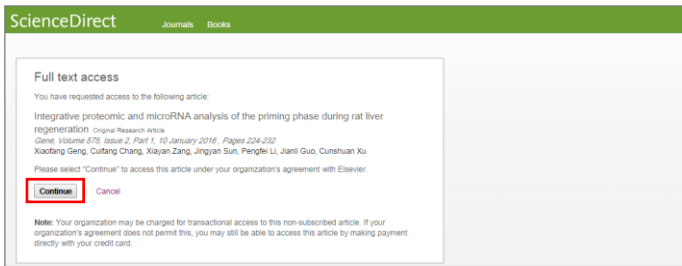 ScienceDirect Journals Books
Full text access
You have requested access to the following article:
Integrative proteomic and microRNA analysis of the priming phase during rat liver
regeneration Original Research Article
Gene, Volume 575, Issue 2, Part 1, 10 January 2016, Pages 224-232
Xiaofang Geng, Cuifang Chang, Xiayan Zang, Jingyan Sun, Pengfei Li, Jianli Guo, Cunshuan Xu
Please select "Continue" to access this article under your organization's agreement with Elsevier.
Continue Cancel
Note: Your organization may be charged for transactional access to this non-subscribed article. If your
organization's agreement does not permit this, you may still be able to access this article by making payment
directly with your credit card.